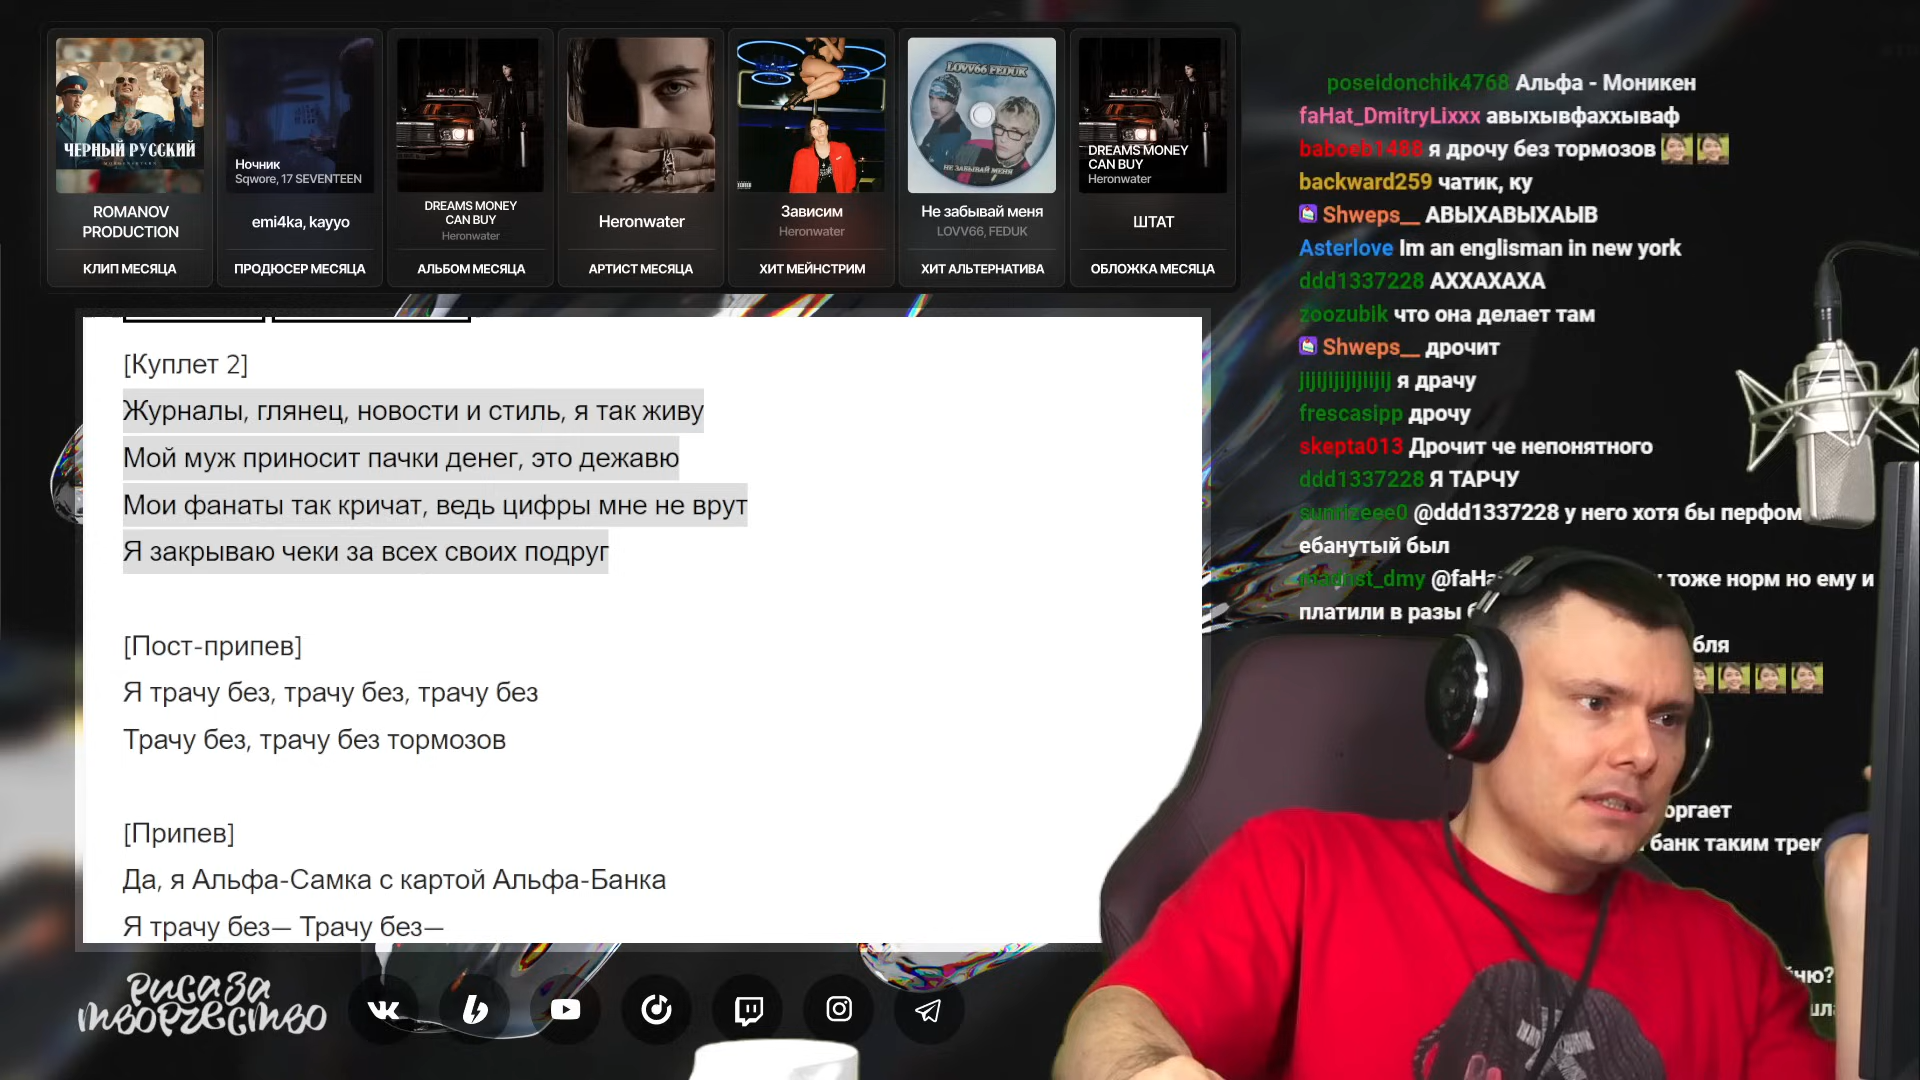 ЧЕРНЫЙ РУССКИЙ
ROMANOV
PRODUCTION
КЛИП МЕСЯЦА
Ночник
Sqwore, 17 SEVENTEEN
emi4ka, kayyo
ПРОДЮСЕР МЕСЯЦА
DREAMS MONEY
CAN BUY
Heronwater
АЛЬБОМ МЕСЯЦА
Heronwater
АРТИСТ МЕСЯЦА
Зависим
Heronwater
ХИТ МЕЙНСТРИМ
LOVV66 FEDUK
НЕ ЗАБЫВАЙ МЕНЯ
Не забывай меня
LOVV66, FEDUK
ХИТ АЛЬТЕРНАТИВА
DREAMS MONEY
CAN BUY
Heronwater
ШТАТ
ОБЛОЖКА МЕСЯЦА
[Куплет 2]
Журналы, глянец, новости и стиль, я так живу
Мой муж приносит пачки денег, это дежавю
Мои фанаты так кричат, ведь цифры мне не врут
Я закрываю чеки за всех своих подруг
[Пост-припев]
Я трачу без, трачу без, трачу без
Трачу без, трачу без тормозов
[Припев]
Да, я Альфа-Самка с картой Альфа-Банка
Я трачу без— Трачу без—
рисаза
творчество
poseidonchik4768 Альфа - Моникен
faHat_DmitryLixxx авыхывфаххываф
baboeb1488 я дрочу без тормозов
backward259 чатик, ку
Shweps__ АВЫХАВЫХАЫВ
Asterlove Im an englisman in new york
ddd1337228 АХХАХАХА
zoozubik что она делает там
Shweps__ дрочит
jijijijijijiijij я драчу
frescasipp дрочу
skepta013 Дрочит че непонятного
ddd1337228 Я ТАРЧУ
@ddd1337228 у него хотя бы перфом
ебанутый был
@faHa тоже норм но ему и
платили в разы
бля
оргает
банк таким трек